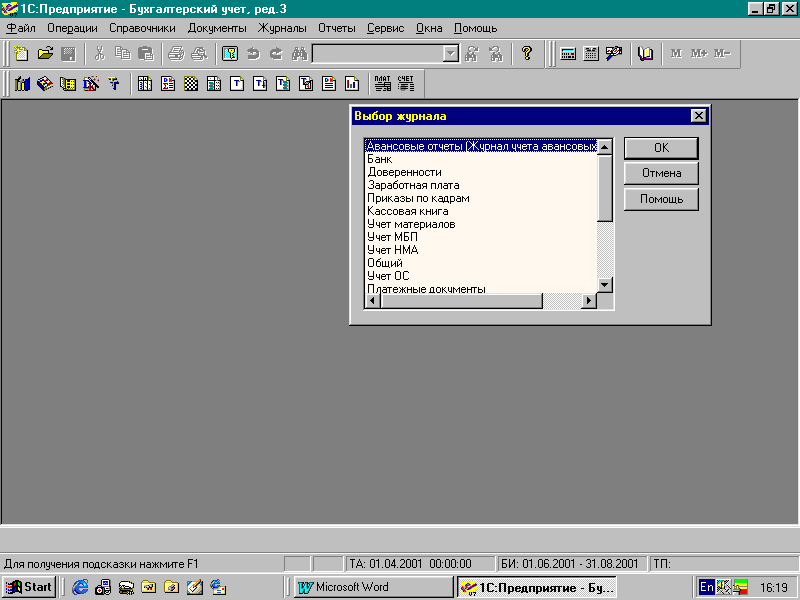 1С:Предприятие - Бухгалтерский учет, ред.3
Файл Операции Справочники Документы Журналы Отчеты Сервис Окна Помощь
M M+ M−
ПЛАТ СЧЕТ
Выбор журнала
Авансовые отчеты (Журнал учета авансовых
Банк
Доверенности
Заработная плата
Приказы по кадрам
Кассовая книга
Учет материалов
Учет МБП
Учет НМА
Общий
Учет ОС
Платежные документы
OK
Отмена
Помощь
Для получения подсказки нажмите F1
ТА: 01.04.2001 00:00:00
БИ: 01.06.2001 - 31.08.2001
ТП:
Start
Microsoft Word
1С:Предприятие - Бу...
En
16:19